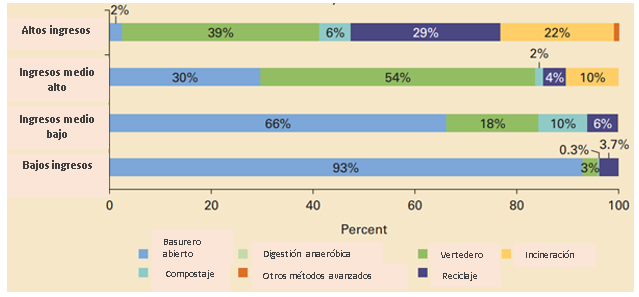 2%
Altos ingresos
39%
6%
29%
22%
2%
Ingresos medio
alto
30%
54%
4%
10%
Ingresos medio
bajo
66%
18%
10%
6%
0.3%
3.7%
Bajos ingresos
93%
3%
0
20
40
60
80
100
Percent
Basurero
abierto
Digestión anaeróbica
Vertedero
Incineración
Compostaje
Otros métodos avanzados
Reciclaje